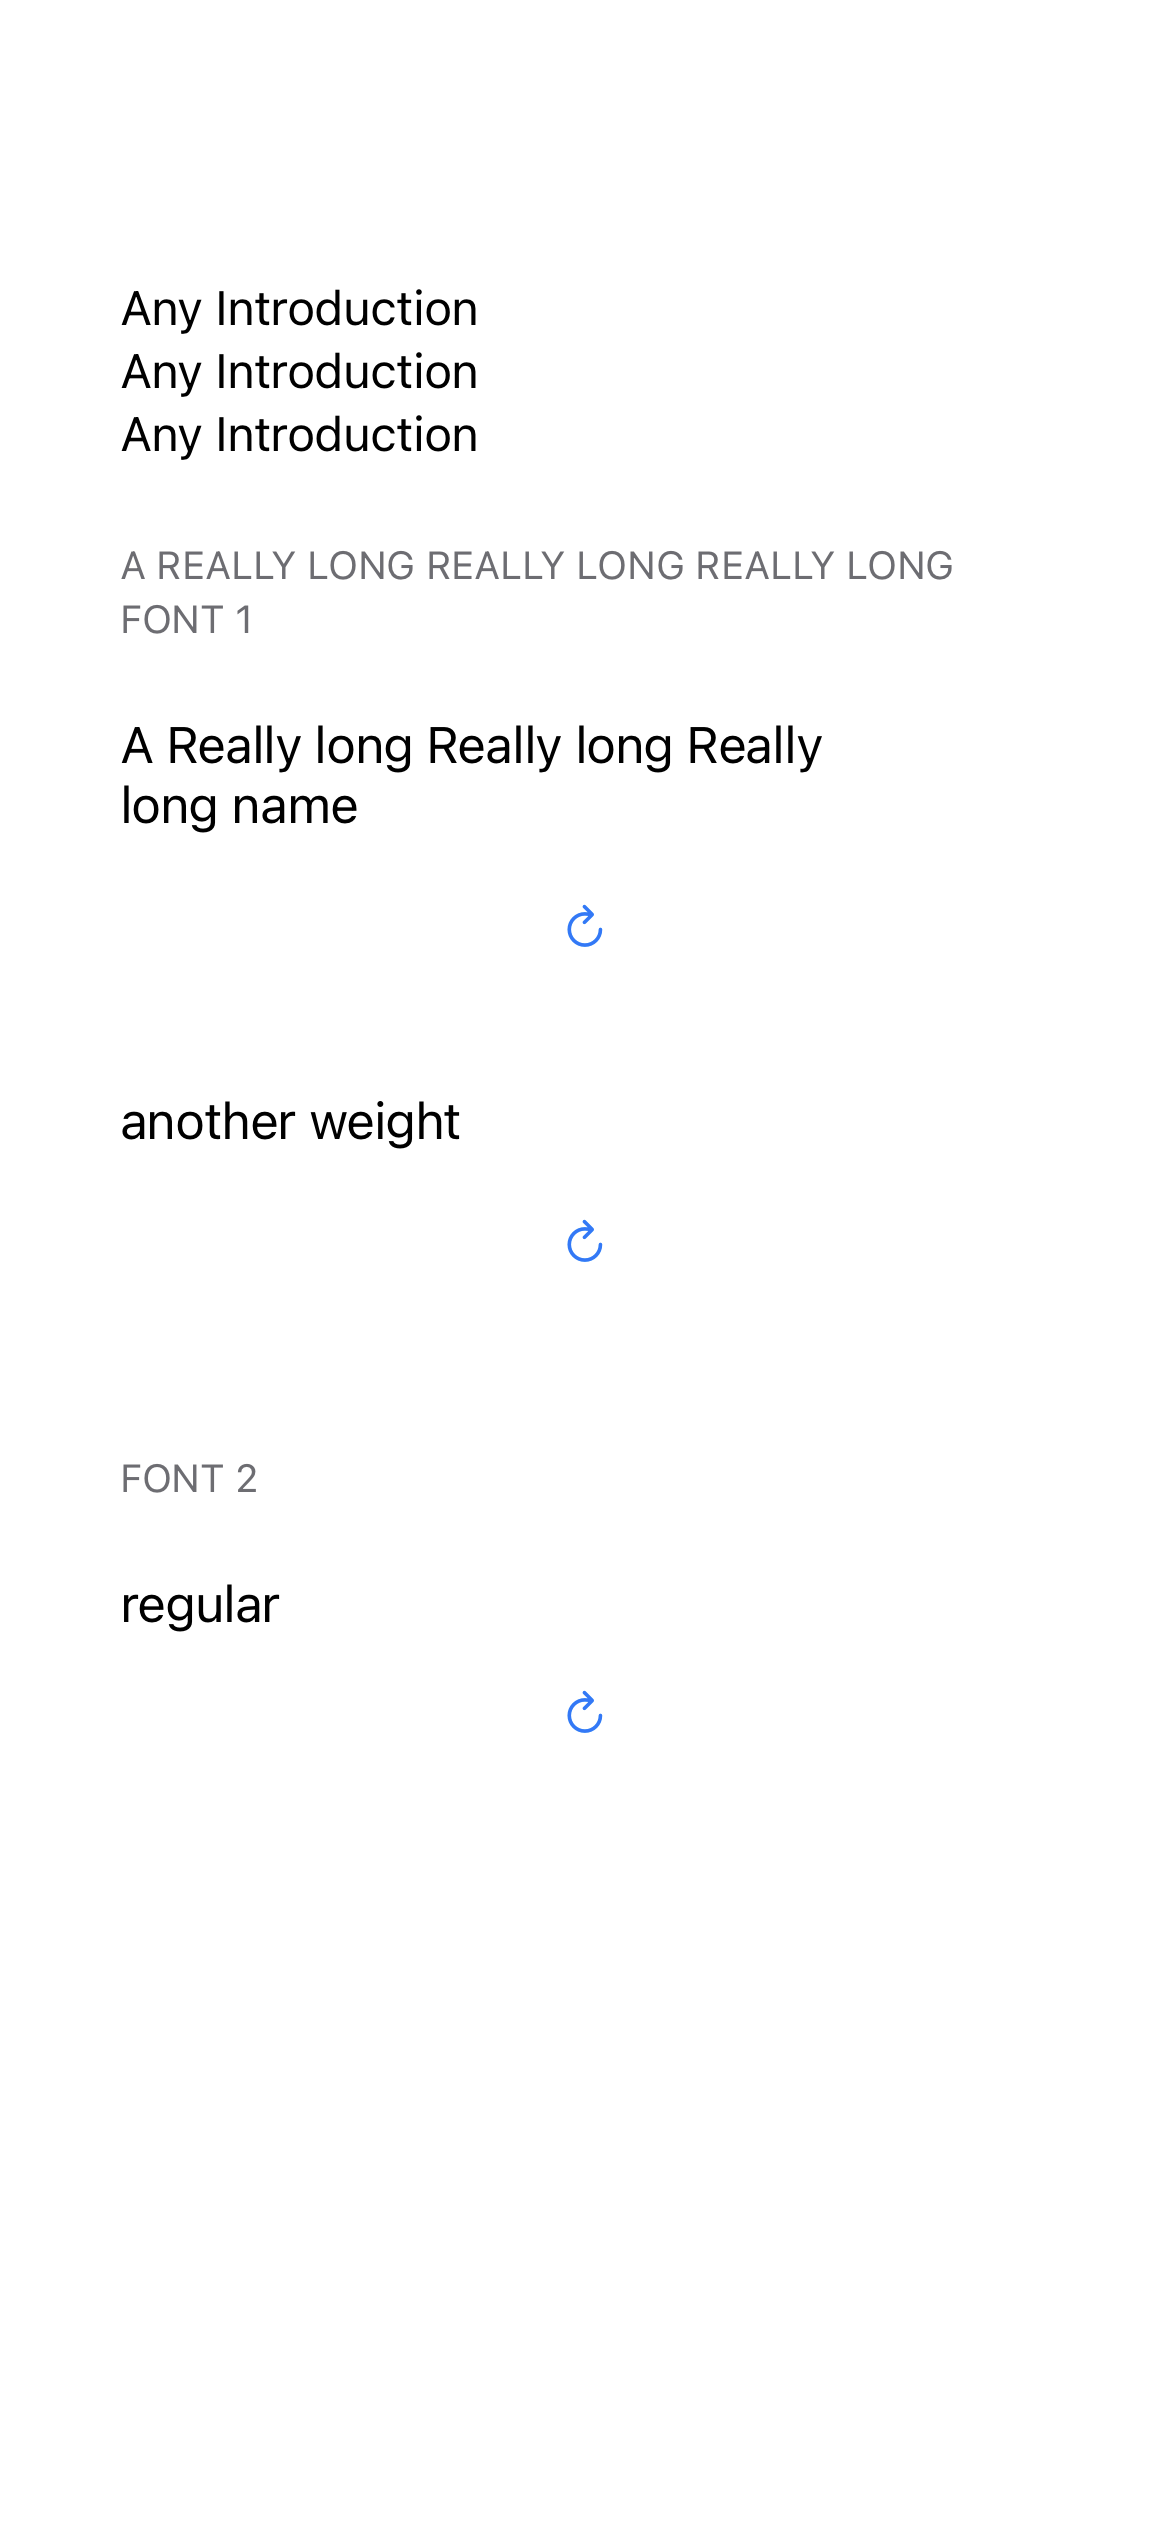 Any Introduction
Any Introduction
Any Introduction
A REALLY LONG REALLY LONG REALLY LONG
FONT 1
A Really long Really long Really
long name
another weight
FONT 2
regular